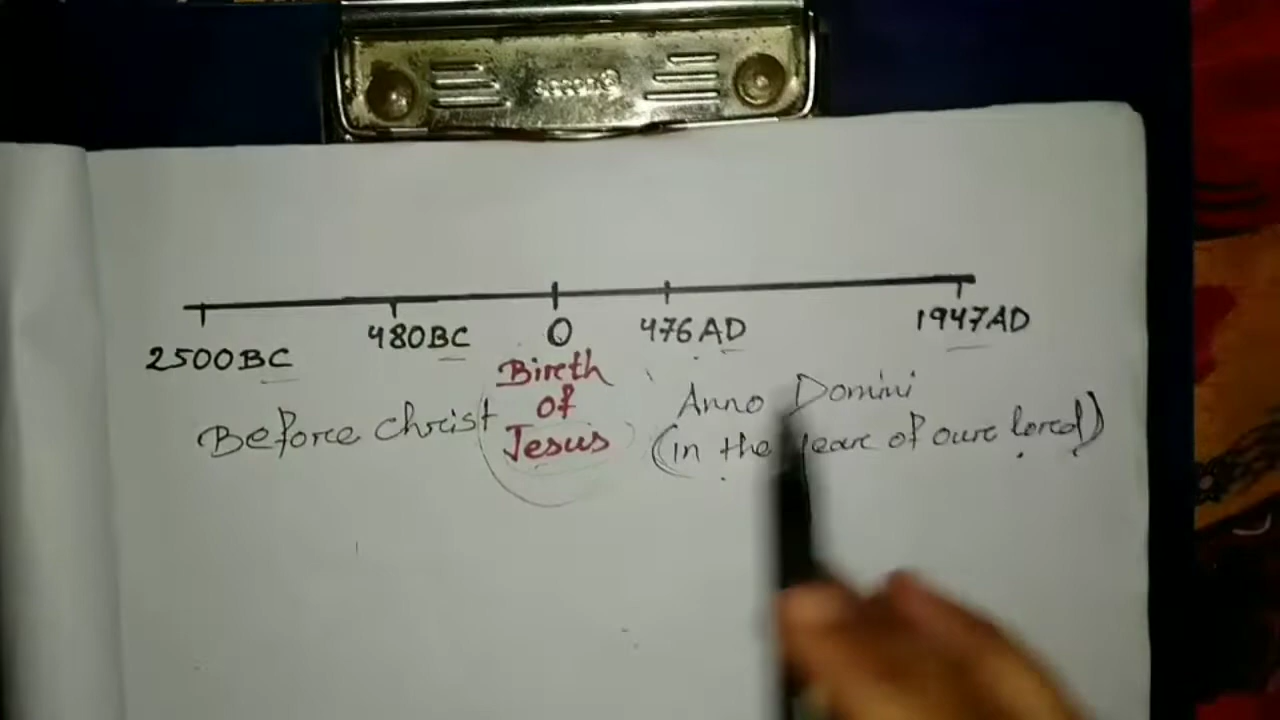 2500BC 480BC 0 476AD 1947AD
Before Christ
Birth
of
Jesus
Anno Domini
(in the year of our lord)